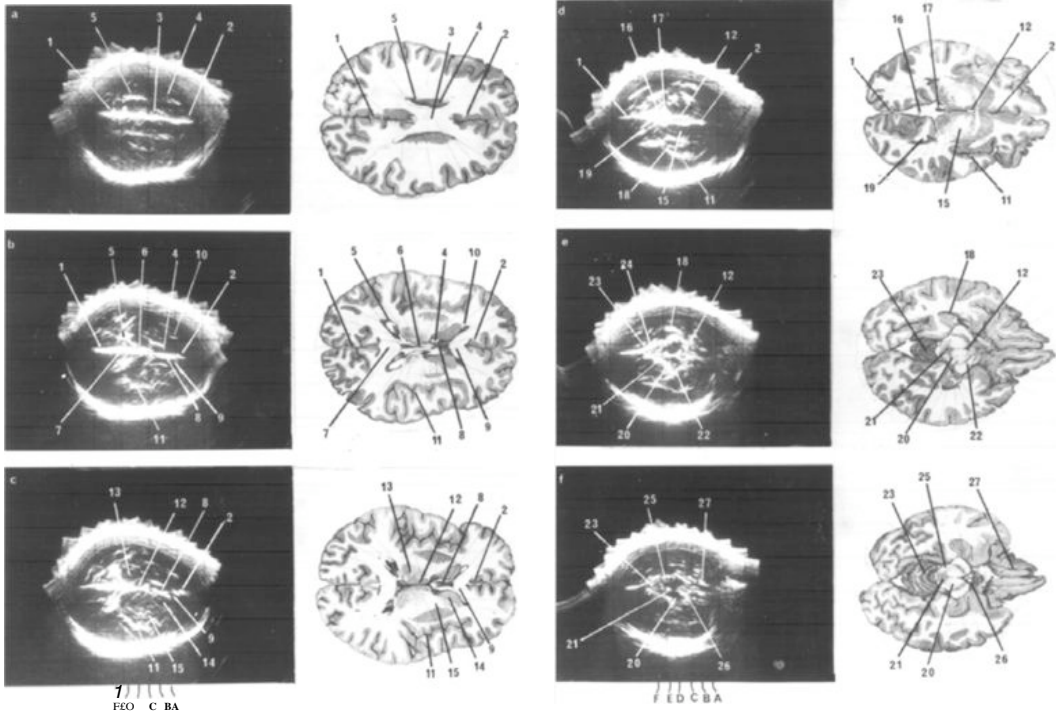 a
5 3 4 2
1
5 4
1 3 2
b
5 6 4 10
1 2
7 11 8 9
5 6 4 10
1 2
7 11 8 9
c
13 12 8
2
9
11 15 14
13 12 8 2
11 15 14 9
1
FEO C BA
d
17
16 12
1 2
19 18 15 11
17
16 12
1 2
19 15 11
e
24 18
23 12
21 20 22
18
23 12
21 20 22
f
25 27
23
21 20 26
25
23 27
21 20 26
F E D C B A